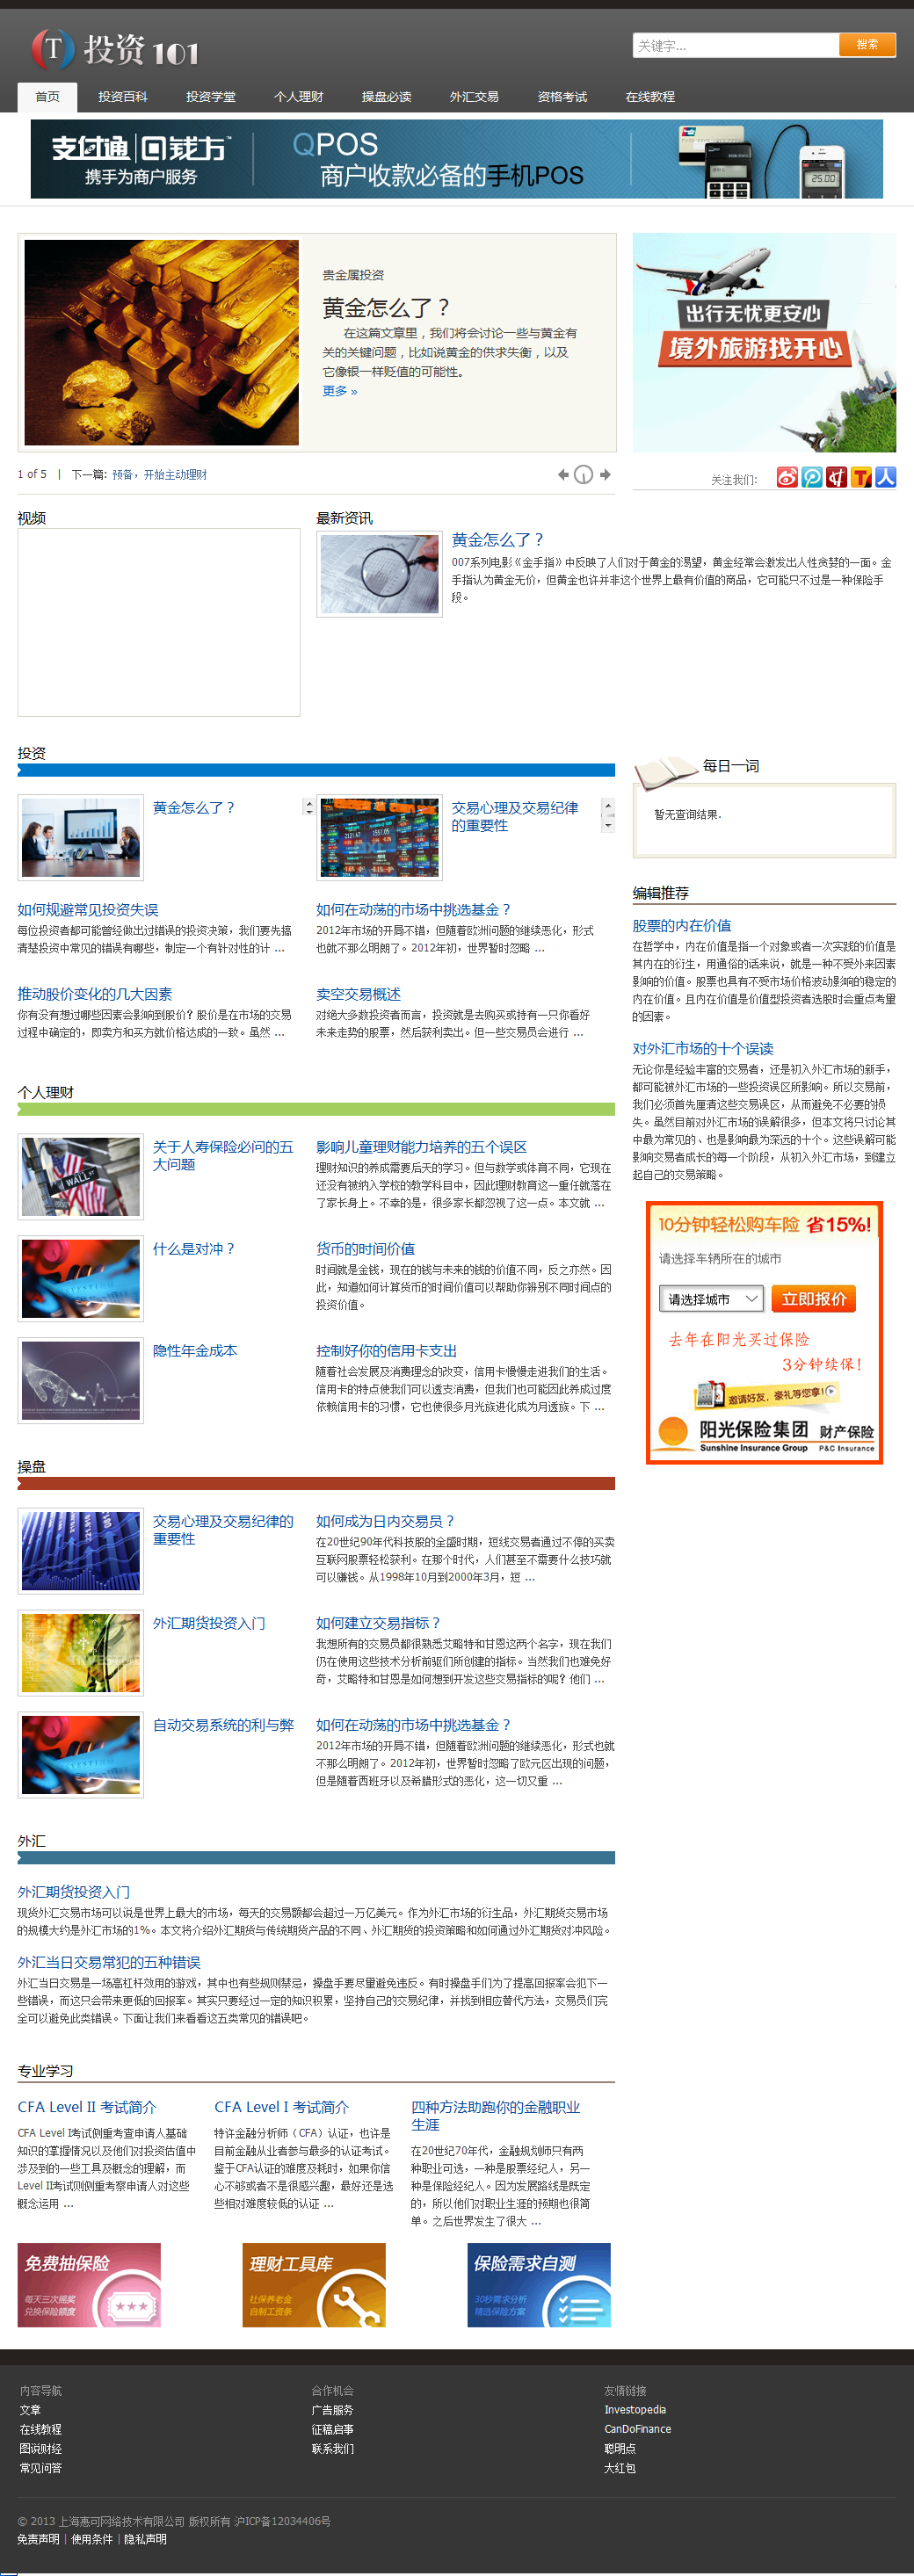 投资101
关键字...
搜索
首页 投资百科 投资学堂 个人理财 操盘必读 外汇交易 资格考试 在线教程
支付通 回钱方
携手为商户服务
QPOS
商户收款必备的手机POS
25.00
贵金属投资
黄金怎么了？
在这篇文章里，我们将会讨论一些与黄金有
关的关键问题，比如说黄金的供求失衡，以及
它像银一样贬值的可能性。
更多 »
出行无忧更安心
境外旅游找开心
1 of 5 | 下一篇: 预备，开始主动理财
关注我们:
视频
最新资讯
黄金怎么了？
007系列电影《金手指》中反映了人们对于黄金的渴望，黄金经常会激发出人性贪婪的一面。金
手指认为黄金无价，但黄金也许并非这个世界上最有价值的商品，它可能只不过是一种保险手
段。
投资
黄金怎么了？
交易心理及交易纪律
的重要性
如何规避常见投资失误
每位投资者都可能曾经做出过错误的投资决策，我们要先搞
清楚投资中常见的错误有哪些，制定一个有针对性的计 ...
如何在动荡的市场中挑选基金？
2012年市场的开局不错，但随着欧洲问题的继续恶化，形式
也就不那么明朗了。2012年初，世界暂时忽略 ...
推动股价变化的几大因素
你有没有想过哪些因素会影响到股价？股价是在市场的交易
过程中确定的，即卖方和买方就价格达成的一致。虽然 ...
卖空交易概述
对绝大多数投资者而言，投资就是去购买或持有一只你看好
未来走势的股票，然后获利卖出。但一些交易员会进行 ...
每日一词
暂无查询结果.
编辑推荐
股票的内在价值
在哲学中，内在价值是指一个对象或者一次实践的价值是
其内在的衍生，用通俗的话来说，就是一种不受外来因素
影响的价值。股票也具有不受市场价格波动影响的稳定的
内在价值。且内在价值是价值型投资者选股时会重点考量
的因素。
对外汇市场的十个误读
无论你是经验丰富的交易者，还是初入外汇市场的新手，
都可能被外汇市场的一些投资误区所影响。所以交易前，
我们必须首先厘清这些交易误区，从而避免不必要的损
失。虽然目前对外汇市场的误解很多，但本文将只讨论其
中最为常见的、也是影响最为深远的十个。这些误解可能
影响交易者成长的每一个阶段，从初入外汇市场，到建立
起自己的交易策略。
10分钟轻松购车险 省15%!
请选择车辆所在的城市
请选择城市
立即报价
去年在阳光买过保险
3分钟续保!
邀请好友，豪礼等您拿!
阳光保险集团 财产保险
Sunshine Insurance Group P&C Insurance
个人理财
关于人寿保险必问的五
大问题
WALL
影响儿童理财能力培养的五个误区
理财知识的养成需要后天的学习。但与数学或体育不同，它现在
还没有被纳入学校的教学科目中，因此理财教育这一重任就落在
了家长身上。不幸的是，很多家长都忽视了这一点。本文就 ...
什么是对冲？
货币的时间价值
时间就是金钱，现在的钱与未来的钱的价值不同，反之亦然。因
此，知道如何计算货币的时间价值可以帮助你辨别不同时间点的
投资价值。
隐性年金成本
控制好你的信用卡支出
随着社会发展及消费理念的改变，信用卡慢慢走进我们的生活。
信用卡的特点使我们可以透支消费，但我们也可能因此养成过度
依赖信用卡的习惯，它也使很多月光族进化成为月透族。下 ...
操盘
交易心理及交易纪律的
重要性
如何成为日内交易员？
在20世纪90年代科技股的全盛时期，短线交易者通过不停的买卖
互联网股票轻松获利。在那个时代，人们甚至不需要什么技巧就
可以赚钱。从1998年10月到2000年3月，短 ...
外汇期货投资入门
如何建立交易指标？
我想所有的交易员都很熟悉艾略特和甘恩这两个名字，现在我们
仍在使用这些技术分析前驱们所创建的指标。当然我们也难免好
奇，艾略特和甘恩是如何想到开发这些交易指标的呢？他们 ...
自动交易系统的利与弊
如何在动荡的市场中挑选基金？
2012年市场的开局不错，但随着欧洲问题的继续恶化，形式也就
不那么明朗了。2012年初，世界暂时忽略了欧元区出现的问题，
但是随着西班牙以及希腊形式的恶化，这一切又重 ...
外汇
外汇期货投资入门
现货外汇交易市场可以说是世界上最大的市场，每天的交易额都会超过一万亿美元。作为外汇市场的衍生品，外汇期货交易市场
的规模大约是外汇市场的1%。本文将介绍外汇期货与传统期货产品的不同、外汇期货的投资策略和如何通过外汇期货对冲风险。
外汇当日交易常犯的五种错误
外汇当日交易是一场高杠杆效用的游戏，其中也有些规则禁忌，操盘手要尽量避免违反。有时操盘手们为了提高回报率会犯下一
些错误，而这只会带来更低的回报率。其实只要经过一定的知识积累，坚持自己的交易纪律，并找到相应替代方法，交易员们完
全可以避免此类错误。下面让我们来看看这五类常见的错误吧。
专业学习
CFA Level II 考试简介
CFA Level I考试侧重考查申请人基础
知识的掌握情况以及他们对投资估值中
涉及到的一些工具及概念的理解，而
Level II考试则侧重考察申请人对这些
概念运用 ...
CFA Level I 考试简介
特许金融分析师（CFA）认证，也许是
目前金融从业者参与最多的认证考试。
鉴于CFA认证的难度及耗时，如果你信
心不够或者不是很感兴趣，最好还是选
些相对难度较低的认证 ...
四种方法助跑你的金融职业
生涯
在20世纪70年代，金融规划师只有两
种职业可选，一种是股票经纪人，另一
种是保险经纪人。因为发展路线是既定
的，所以他们对职业生涯的预期也很简
单。之后世界发生了很大 ...
免费抽保险
每天三次摇奖
兑换保险额度
理财工具库
社保养老金
自制工资条
保险需求自测
30秒需求分析
精选保险方案
内容导航
文章
在线教程
图说财经
常见问答
合作机会
广告服务
征稿启事
联系我们
友情链接
Investopedia
CanDoFinance
聪明点
大红包
© 2013 上海惠可网络技术有限公司 版权所有 沪ICP备12034406号
免责声明 | 使用条件 | 隐私声明